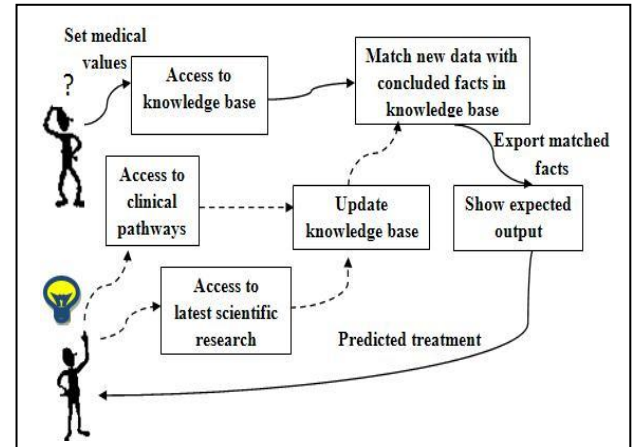 Set medical
values
?
Access to
knowledge base
Match new data with
concluded facts in
knowledge base
Export matched
facts
Access to
clinical
pathways
Update
knowledge base
Show expected
output
Access to
latest scientific
research
Predicted treatment